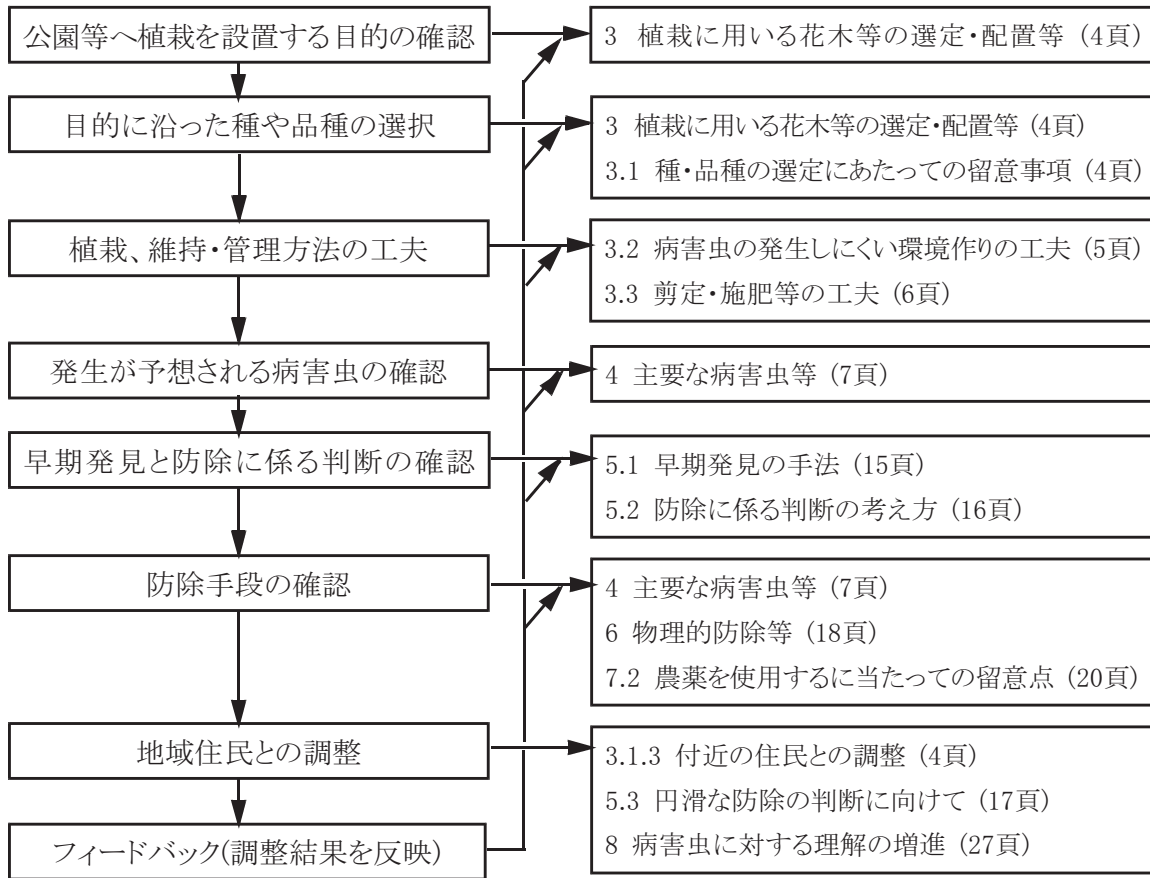 公園等へ植栽を設置する目的の確認
3 植栽に用いる花木等の選定・配置等 (4頁)
目的に沿った種や品種の選択
3 植栽に用いる花木等の選定・配置等 (4頁)
3.1 種・品種の選定にあたっての留意事項 (4頁)
植栽、維持・管理方法の工夫
3.2 病害虫の発生しにくい環境作りの工夫 (5頁)
3.3 剪定・施肥等の工夫 (6頁)
発生が予想される病害虫の確認
4 主要な病害虫等 (7頁)
早期発見と防除に係る判断の確認
5.1 早期発見の手法 (15頁)
5.2 防除に係る判断の考え方 (16頁)
防除手段の確認
4 主要な病害虫等 (7頁)
6 物理的防除等 (18頁)
7.2 農薬を使用するに当たっての留意点 (20頁)
地域住民との調整
3.1.3 付近の住民との調整 (4頁)
5.3 円滑な防除の判断に向けて (17頁)
8 病害虫に対する理解の増進 (27頁)
フィードバック(調整結果を反映)